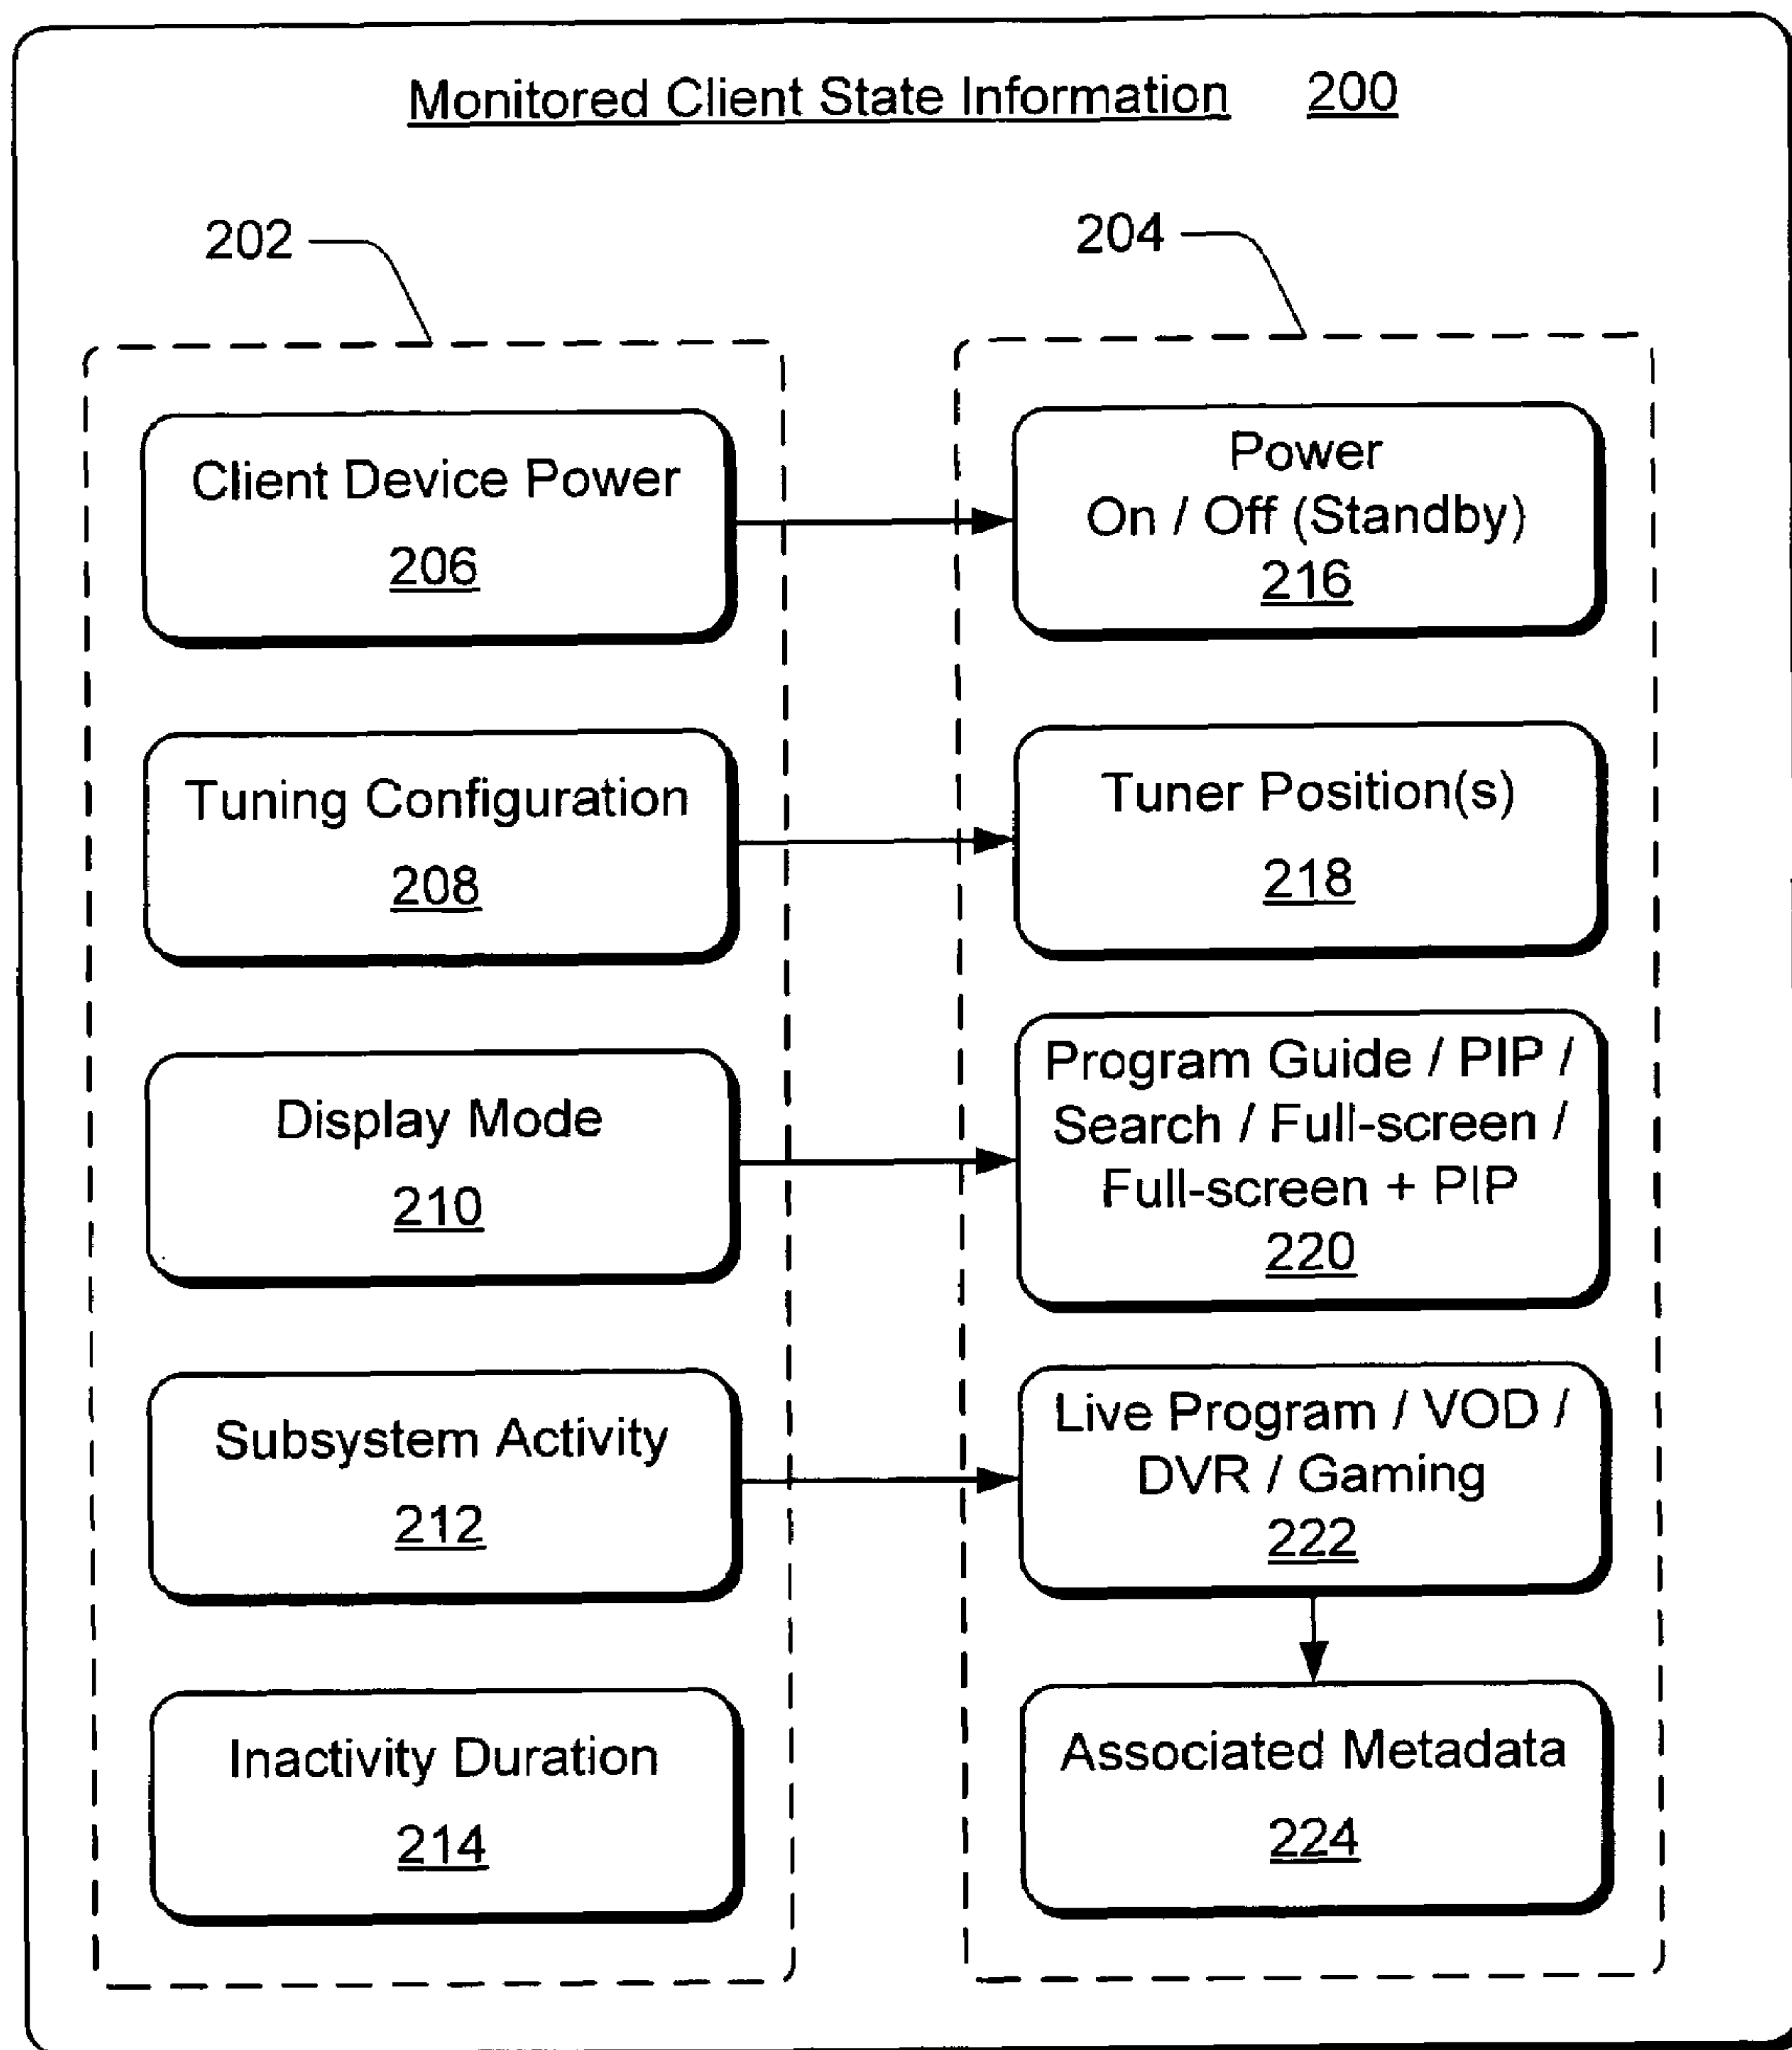 Monitored Client State Information 200
202
204
Client Device Power
206
Power
On / Off (Standby)
216
Tuning Configuration
208
Tuner Position(s)
218
Display Mode
210
Program Guide / PIP /
Search / Full-screen /
Full-screen + PIP
220
Subsystem Activity
212
Live Program / VOD /
DVR / Gaming
222
Inactivity Duration
214
Associated Metadata
224